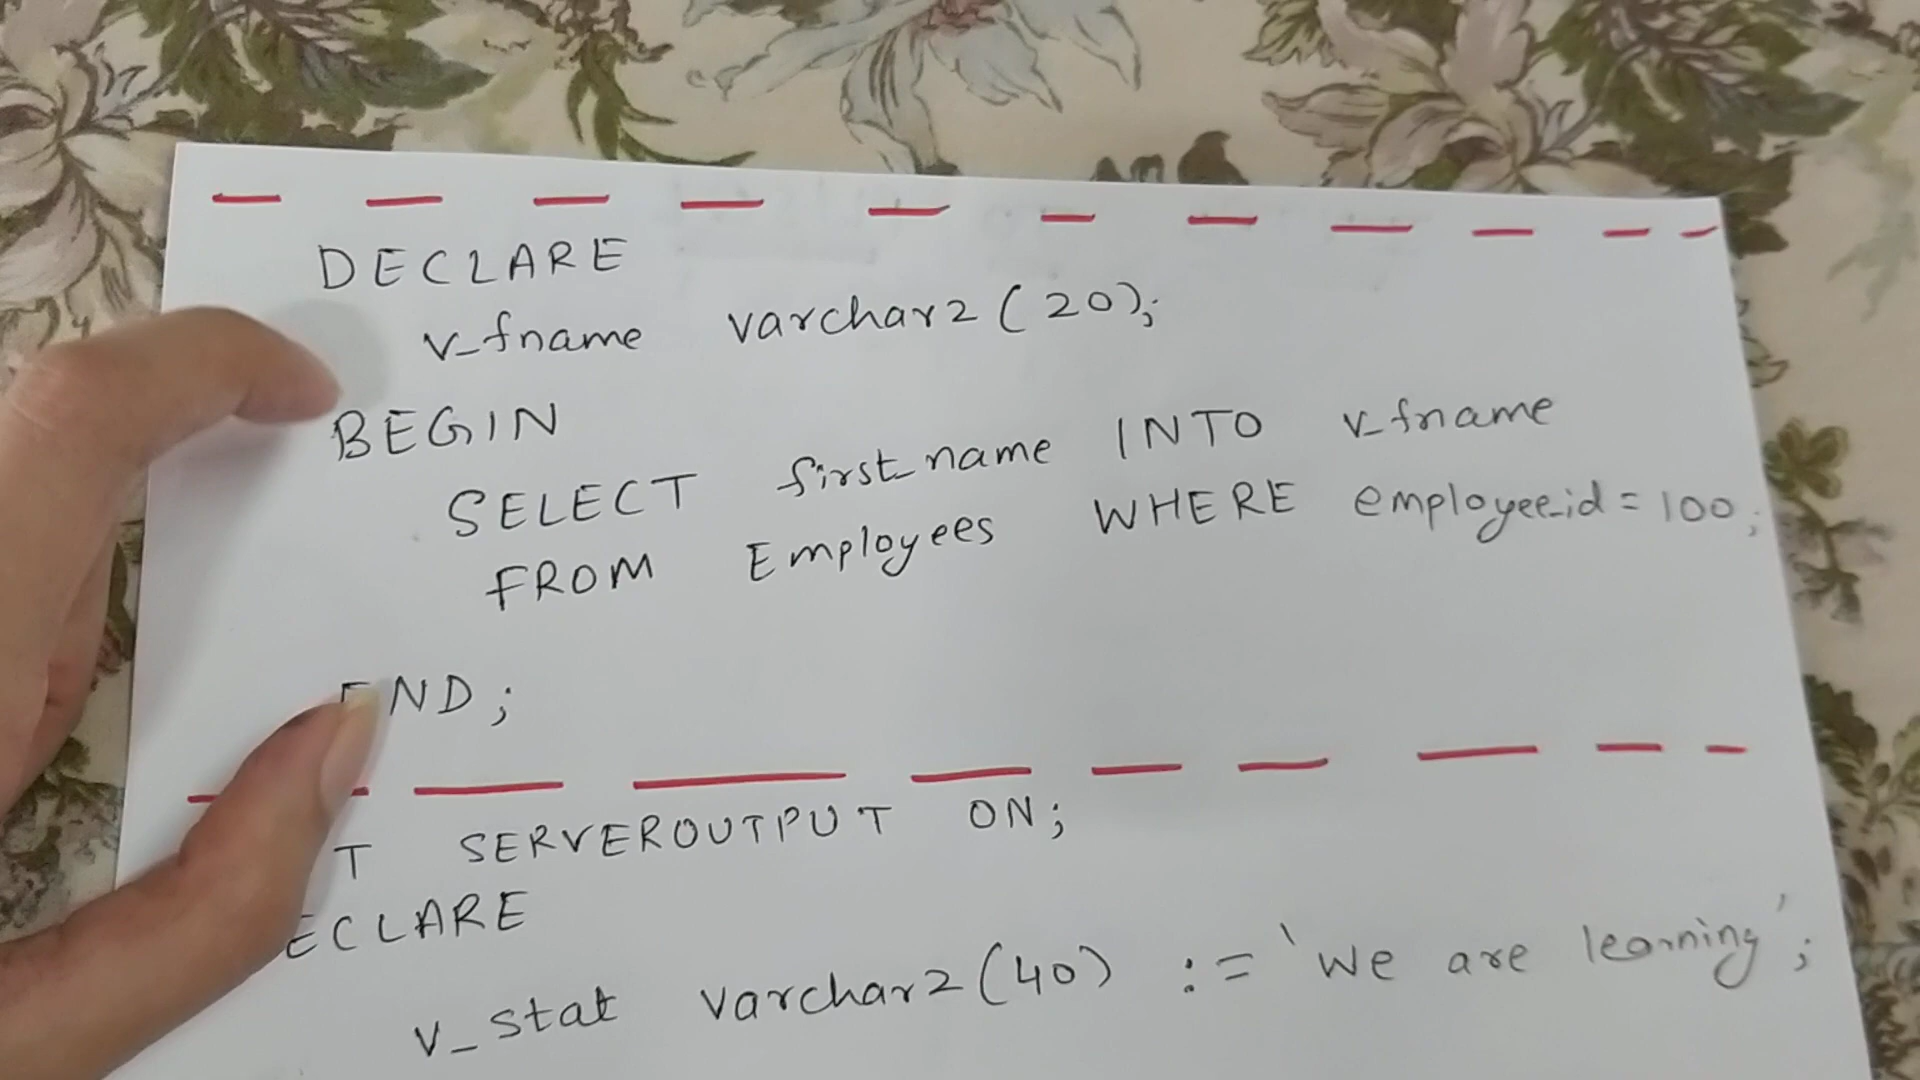 DECLARE
v_fname varchar2(20);
BEGIN
SELECT first_name INTO v_fname
FROM Employees WHERE employee_id = 100;
END;
T SERVEROUTPUT ON;
ECLARE
v_stat varchar2(40) := 'we are learning';